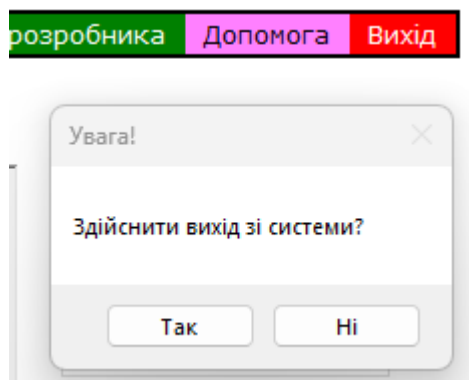 розробника Допомога Вихід
Увага!
Здійснити вихід зі системи?
Так Ні